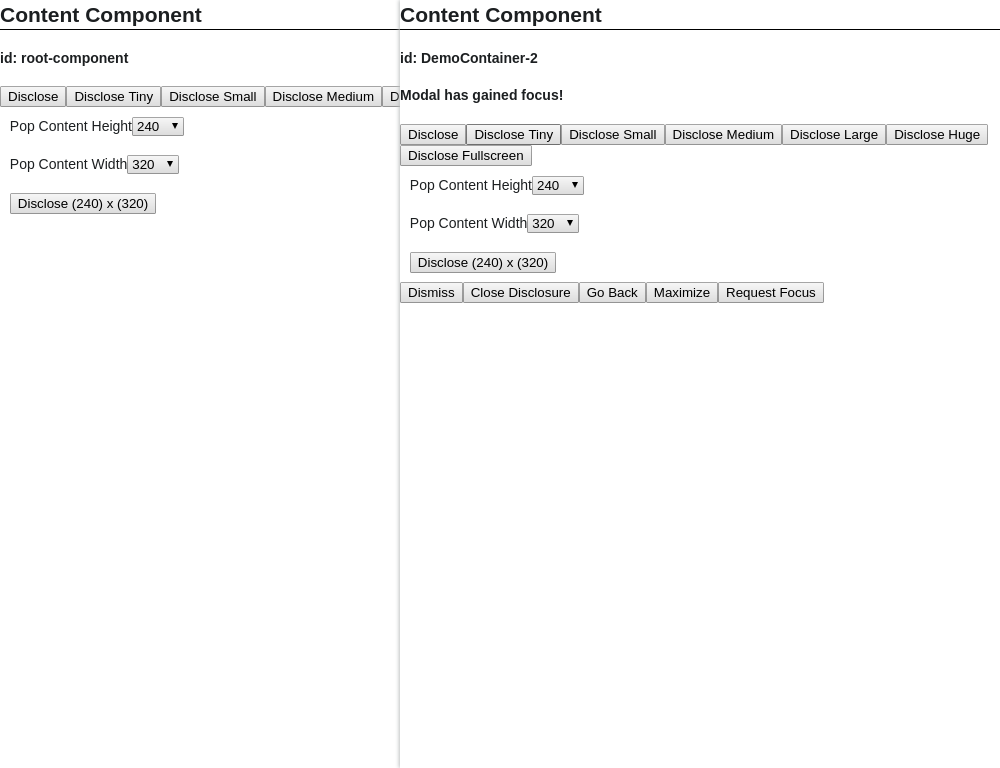 Content Component
id: root-component
Disclose Disclose Tiny Disclose Small Disclose Medium D
Pop Content Height 240
Pop Content Width 320
Disclose (240) x (320)
Content Component
id: DemoContainer-2
Modal has gained focus!
Disclose Disclose Tiny Disclose Small Disclose Medium Disclose Large Disclose Huge
Disclose Fullscreen
Pop Content Height 240
Pop Content Width 320
Disclose (240) x (320)
Dismiss Close Disclosure Go Back Maximize Request Focus